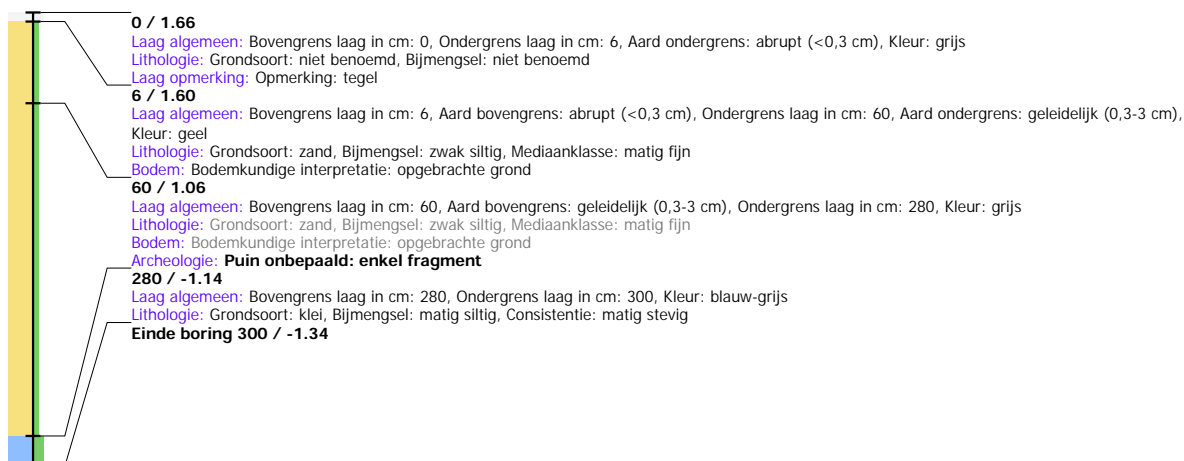 0 / 1.66
Laag algemeen: Bovengrens laag in cm: 0, Ondergrens laag in cm: 6, Aard ondergrens: abrupt (<0,3 cm), Kleur: grijs
Lithologie: Grondsoort: niet benoemd, Bijmengsel: niet benoemd
Laag opmerking: Opmerking: tegel
6 / 1.60
Laag algemeen: Bovengrens laag in cm: 6, Aard bovengrens: abrupt (<0,3 cm), Ondergrens laag in cm: 60, Aard ondergrens: geleidelijk (0,3-3 cm),
Kleur: geel
Lithologie: Grondsoort: zand, Bijmengsel: zwak siltig, Mediaanklasse: matig fijn
Bodem: Bodemkundige interpretatie: opgebrachte grond
60 / 1.06
Laag algemeen: Bovengrens laag in cm: 60, Aard bovengrens: geleidelijk (0,3-3 cm), Ondergrens laag in cm: 280, Kleur: grijs
Lithologie: Grondsoort: zand, Bijmengsel: zwak siltig, Mediaanklasse: matig fijn
Bodem: Bodemkundige interpretatie: opgebrachte grond
Archeologie: Puin onbepaald: enkel fragment
280 / -1.14
Laag algemeen: Bovengrens laag in cm: 280, Ondergrens laag in cm: 300, Kleur: blauw-grijs
Lithologie: Grondsoort: klei, Bijmengsel: matig siltig, Consistentie: matig stevig
Einde boring 300 / -1.34